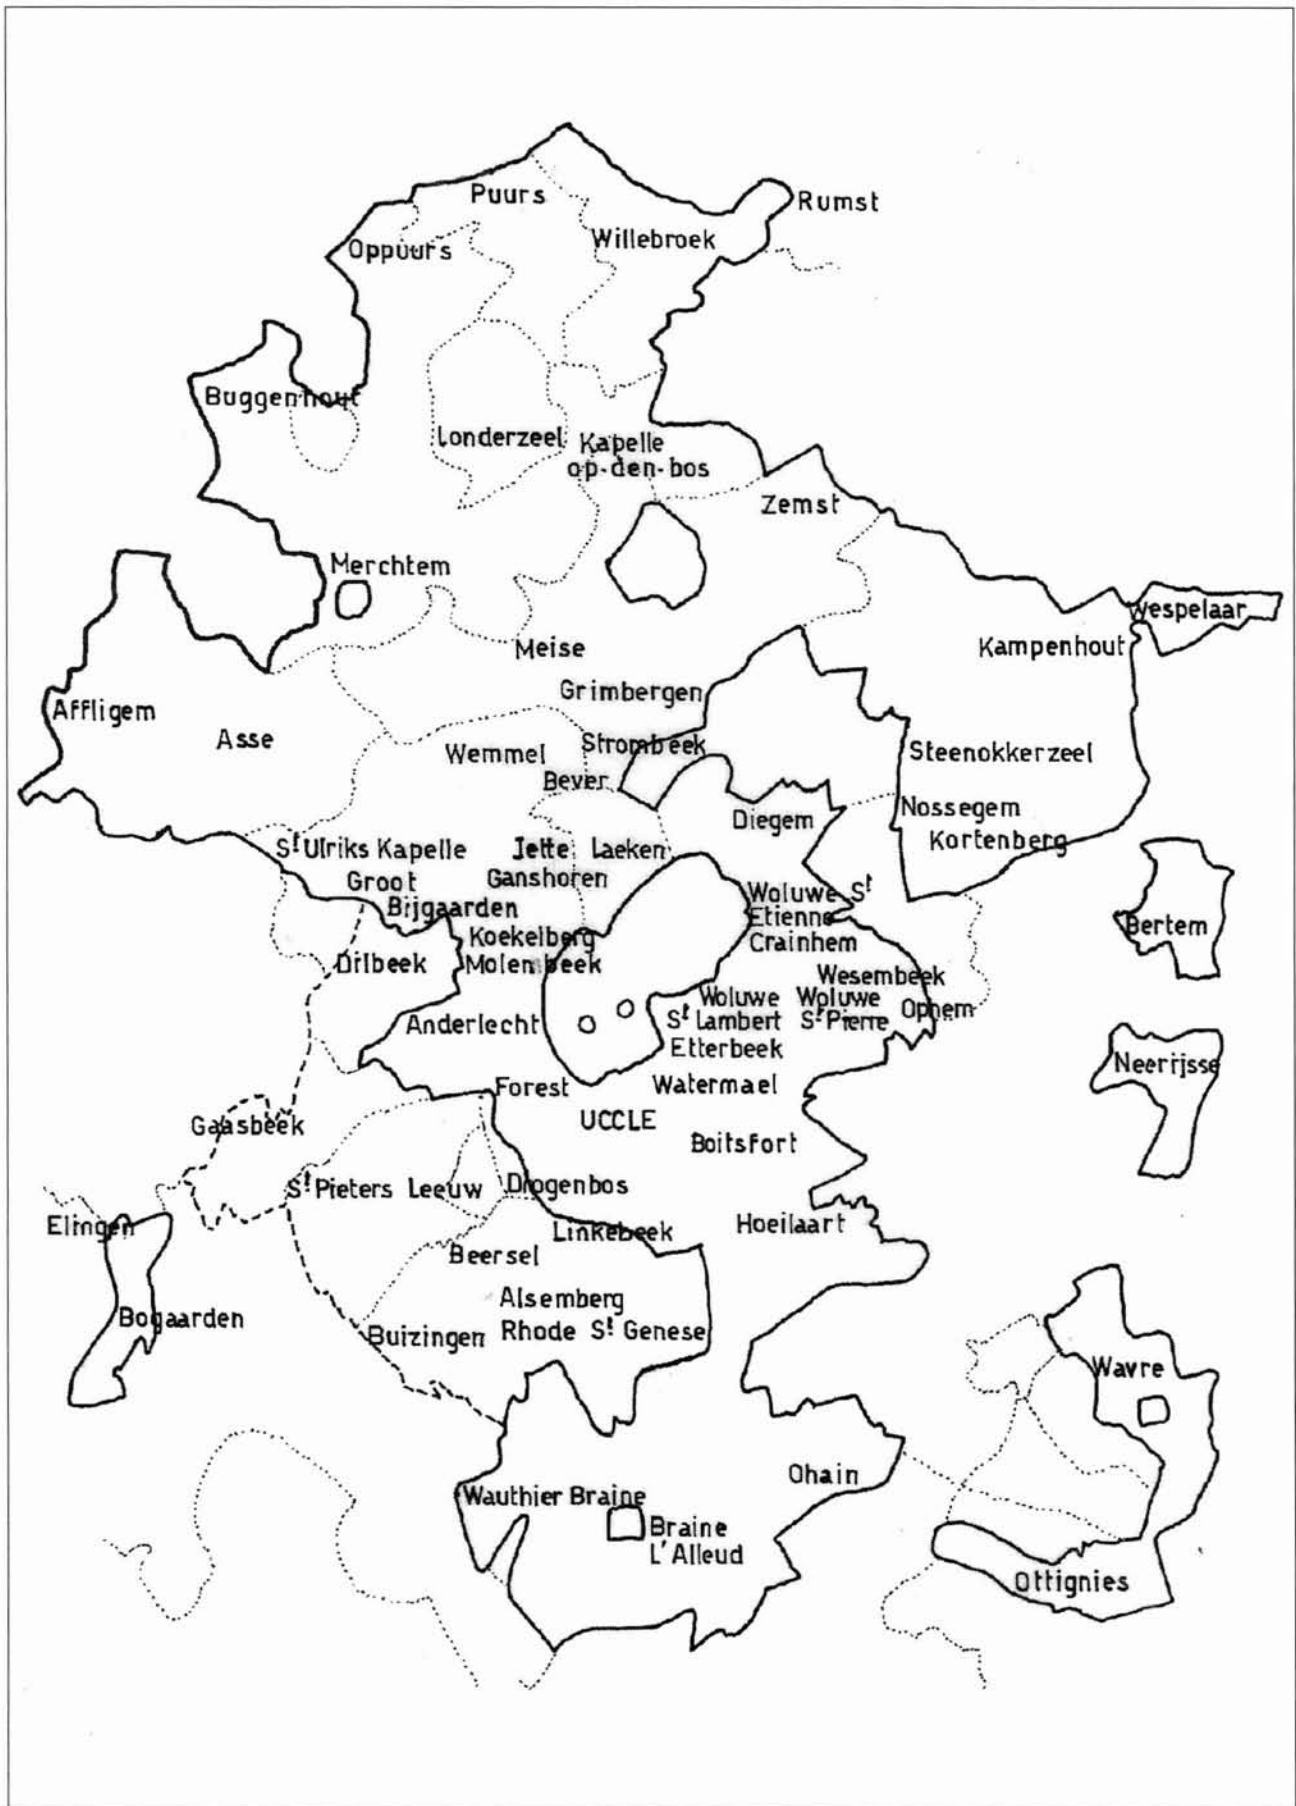 Puurs
Rumst
Oppuurs
Willebroek
Buggenhout
Londerzeel
Kapelle
op-den-bos
Zemst
Merchtem
Wespelaar
Meise
Kampenhout
Grimbergen
Affligem
Asse
Wemmel
Strombeek
Bever
Steenokkerzeel
Nossegem
Diegem
Kortenberg
St Ulriks Kapelle
Jette
Laeken
Groot
Ganshoren
Bijgaarden
Woluwe St
Etienne
Koekelberg
Crainhem
Bertem
Dilbeek
Molenbeek
Wesembeek
Ophem
Woluwe
St Lambert
Woluwe
St Pierre
Anderlecht
Etterbeek
Neerijsse
Forest
Watermael
UCCLE
Boitsfort
Gaasbeek
St Pieters Leeuw
Drogenbos
Elingen
Linkebeek
Hoeilaart
Beersel
Alsemberg
Bogaarden
Buizingen
Rhode St Genese
Wavre
Ohain
Wauthier Braine
Braine
L'Alleud
Ottignies